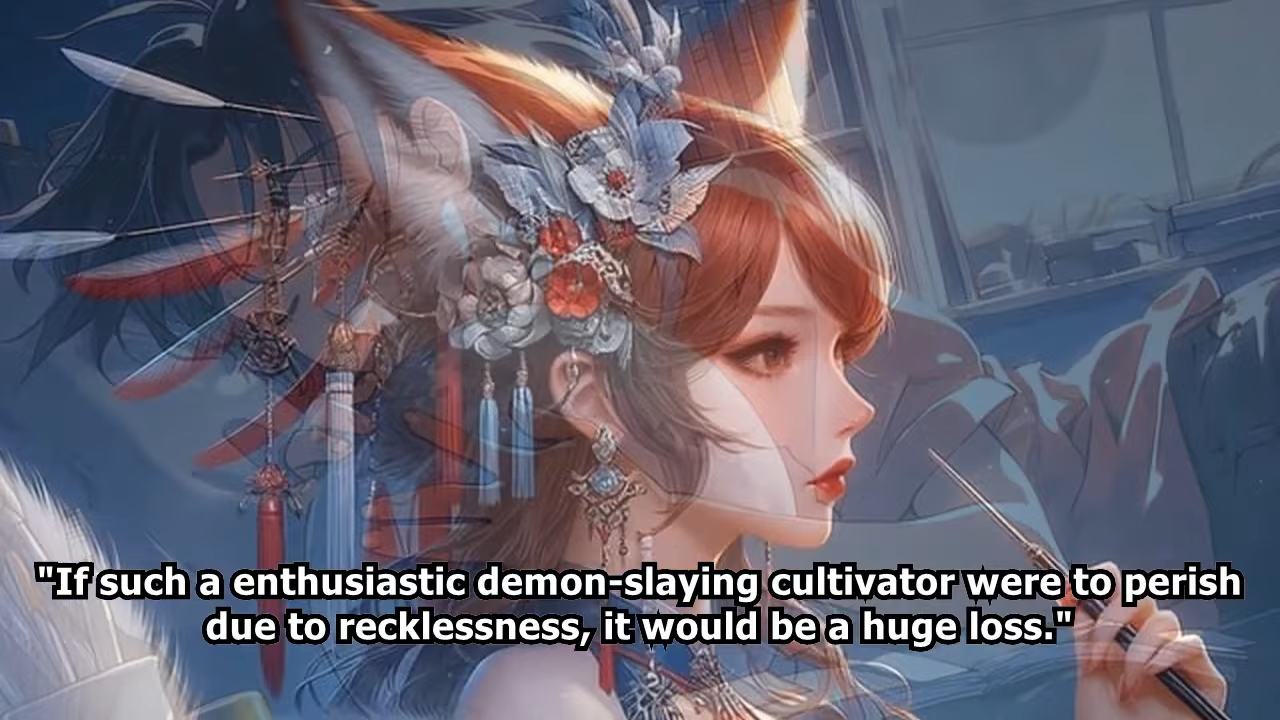 "If such a enthusiastic demon-slaying cultivator were to perish
due to recklessness, it would be a huge loss."